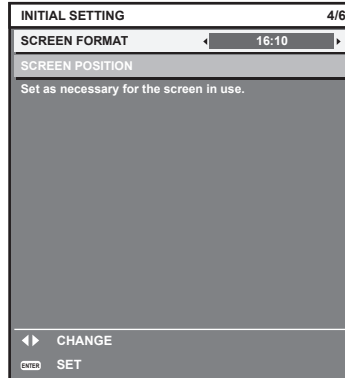 INITIAL SETTING 4/6
SCREEN FORMAT 16:10
SCREEN POSITION
Set as necessary for the screen in use.
CHANGE
ENTER SET